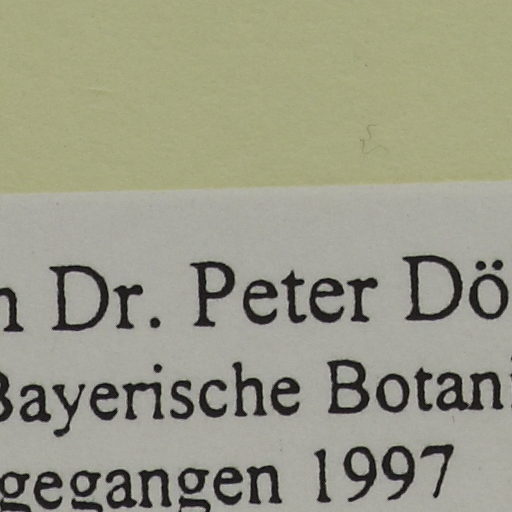 Dr. Peter Dö
Bayerische Botani
gegangen 1997